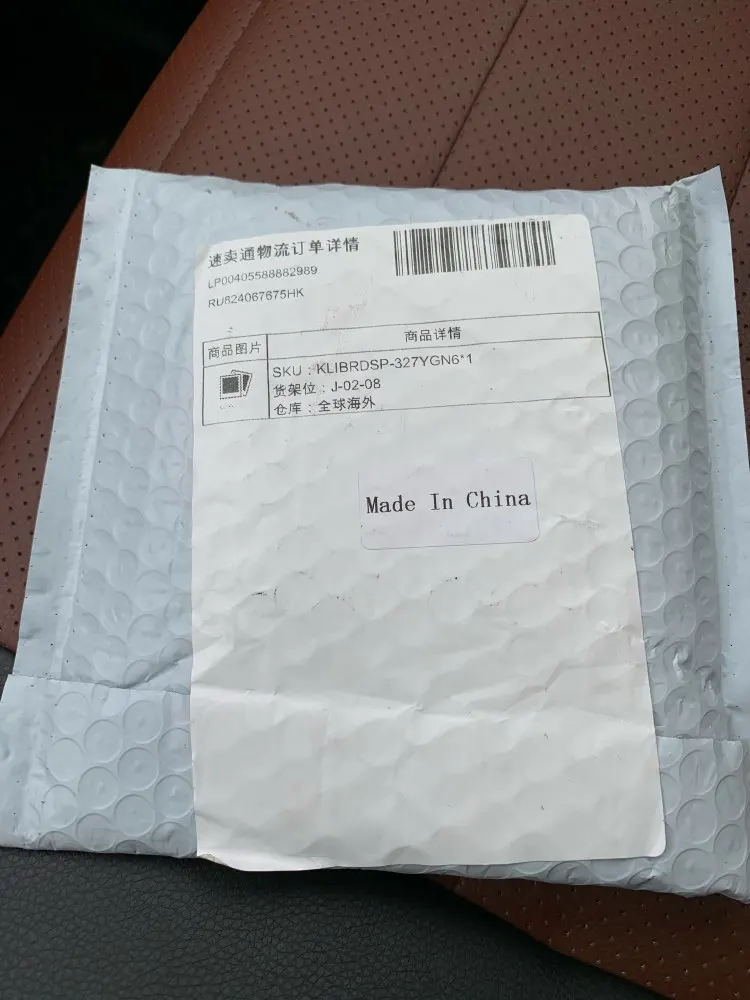 速卖通物流订单详情
LP00405588882989
RU824067675HK
商品图片
商品详情
SKU：KLIBRDSP-327YGN6*1
货架位：J-02-08
仓库：全球海外
Made In China